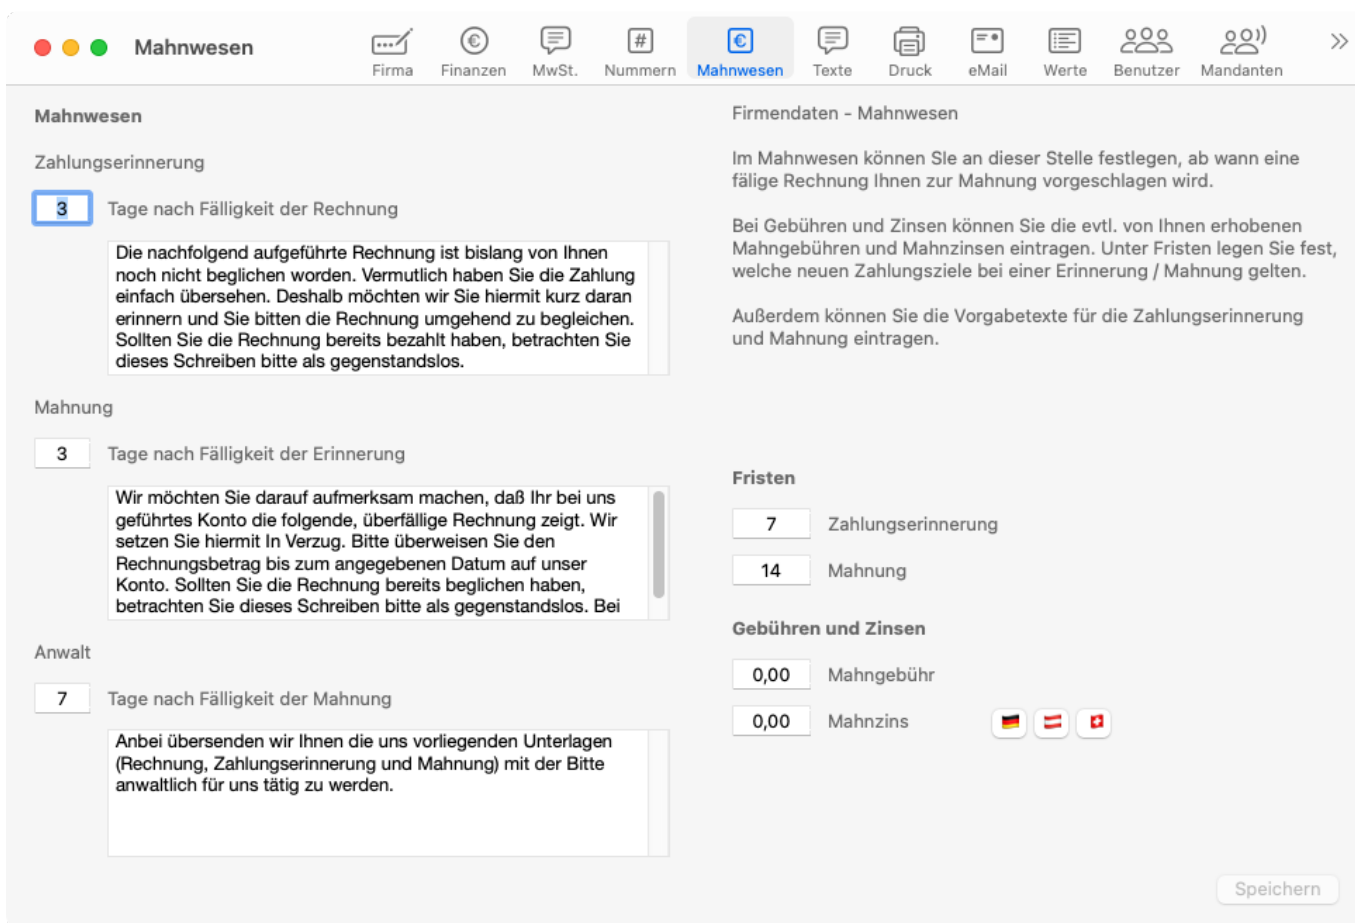 Mahnwesen
Firma
Finanzen
MwSt.
Nummern
Mahnwesen
Texte
Druck
eMail
Werte
Benutzer
Mandanten
Mahnwesen
Zahlungserinnerung
3 Tage nach Fälligkeit der Rechnung
Die nachfolgend aufgeführte Rechnung ist bislang von Ihnen
noch nicht beglichen worden. Vermutlich haben Sie die Zahlung
einfach übersehen. Deshalb möchten wir Sie hiermit kurz daran
erinnern und Sie bitten die Rechnung umgehend zu begleichen.
Sollten Sie die Rechnung bereits bezahlt haben, betrachten Sie
dieses Schreiben bitte als gegenstandslos.
Mahnung
3 Tage nach Fälligkeit der Erinnerung
Wir möchten Sie darauf aufmerksam machen, daß Ihr bei uns
geführtes Konto die folgende, überfällige Rechnung zeigt. Wir
setzen Sie hiermit In Verzug. Bitte überweisen Sie den
Rechnungsbetrag bis zum angegebenen Datum auf unser
Konto. Sollten Sie die Rechnung bereits beglichen haben,
betrachten Sie dieses Schreiben bitte als gegenstandslos. Bei
Anwalt
7 Tage nach Fälligkeit der Mahnung
Anbei übersenden wir Ihnen die uns vorliegenden Unterlagen
(Rechnung, Zahlungserinnerung und Mahnung) mit der Bitte
anwaltlich für uns tätig zu werden.
Firmendaten - Mahnwesen
Im Mahnwesen können SIe an dieser Stelle festlegen, ab wann eine
fälige Rechnung Ihnen zur Mahnung vorgeschlagen wird.
Bei Gebühren und Zinsen können Sie die evtl. von Ihnen erhobenen
Mahngebühren und Mahnzinsen eintragen. Unter Fristen legen Sie fest,
welche neuen Zahlungsziele bei einer Erinnerung / Mahnung gelten.
Außerdem können Sie die Vorgabetexte für die Zahlungserinnerung
und Mahnung eintragen.
Fristen
7 Zahlungserinnerung
14 Mahnung
Gebühren und Zinsen
0,00 Mahngebühr
0,00 Mahnzins
Speichern